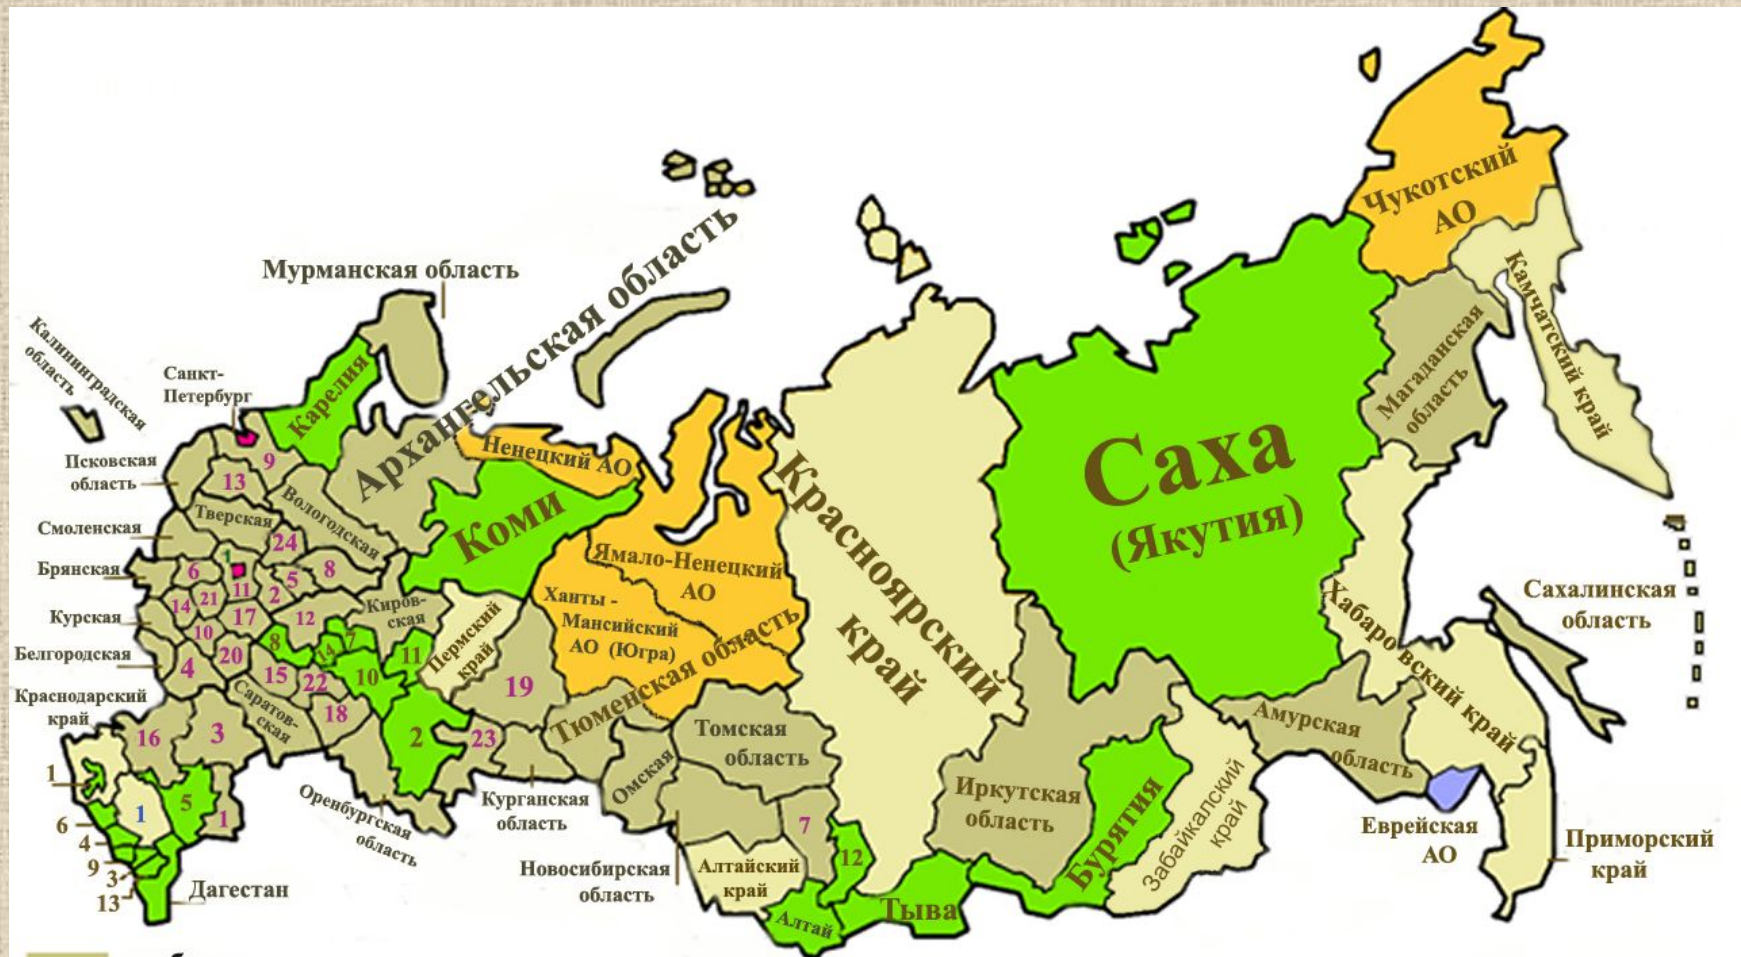 Чукотский
АО
Мурманская область
Архангельская область
Калининградская
область
Санкт-
Петербург
Карелия
Камчатский край
Магаданская
область
Псковская
область
9
13
Ненецкий АО
Коми
Саха
(Якутия)
Красноярский
край
Вологодская
Тверская
Смоленская
24
Ямало-Ненецкий
АО
Брянская
1
6
5
8
11
2
21
14
Ханты -
Мансийский
АО (Югра)
Киров-
ская
Пермский
край
Хабаровский край
Сахалинская
область
Курская
17
12
10
8
7
14
11
Белгородская
4
20
15
22
10
19
Тюменская область
Краснодарский
край
Саратов-
ская
18
16
3
2
23
Томская
область
Амурская
область
1
1
5
1
Оренбургская
область
Курганская
область
Омская
Иркутская
область
Бурятия
Забайкальский
край
6
4
9
3
13
Дагестан
Новосибирская
область
7
12
Алтайский
край
Алтай
Тыва
Еврейская
АО
Приморский
край